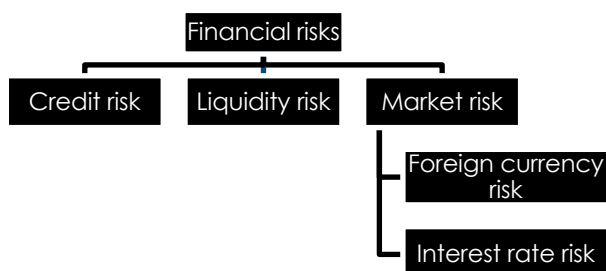 Financial risks
Credit risk
Liquidity risk
Market risk
Foreign currency
risk
Interest rate risk